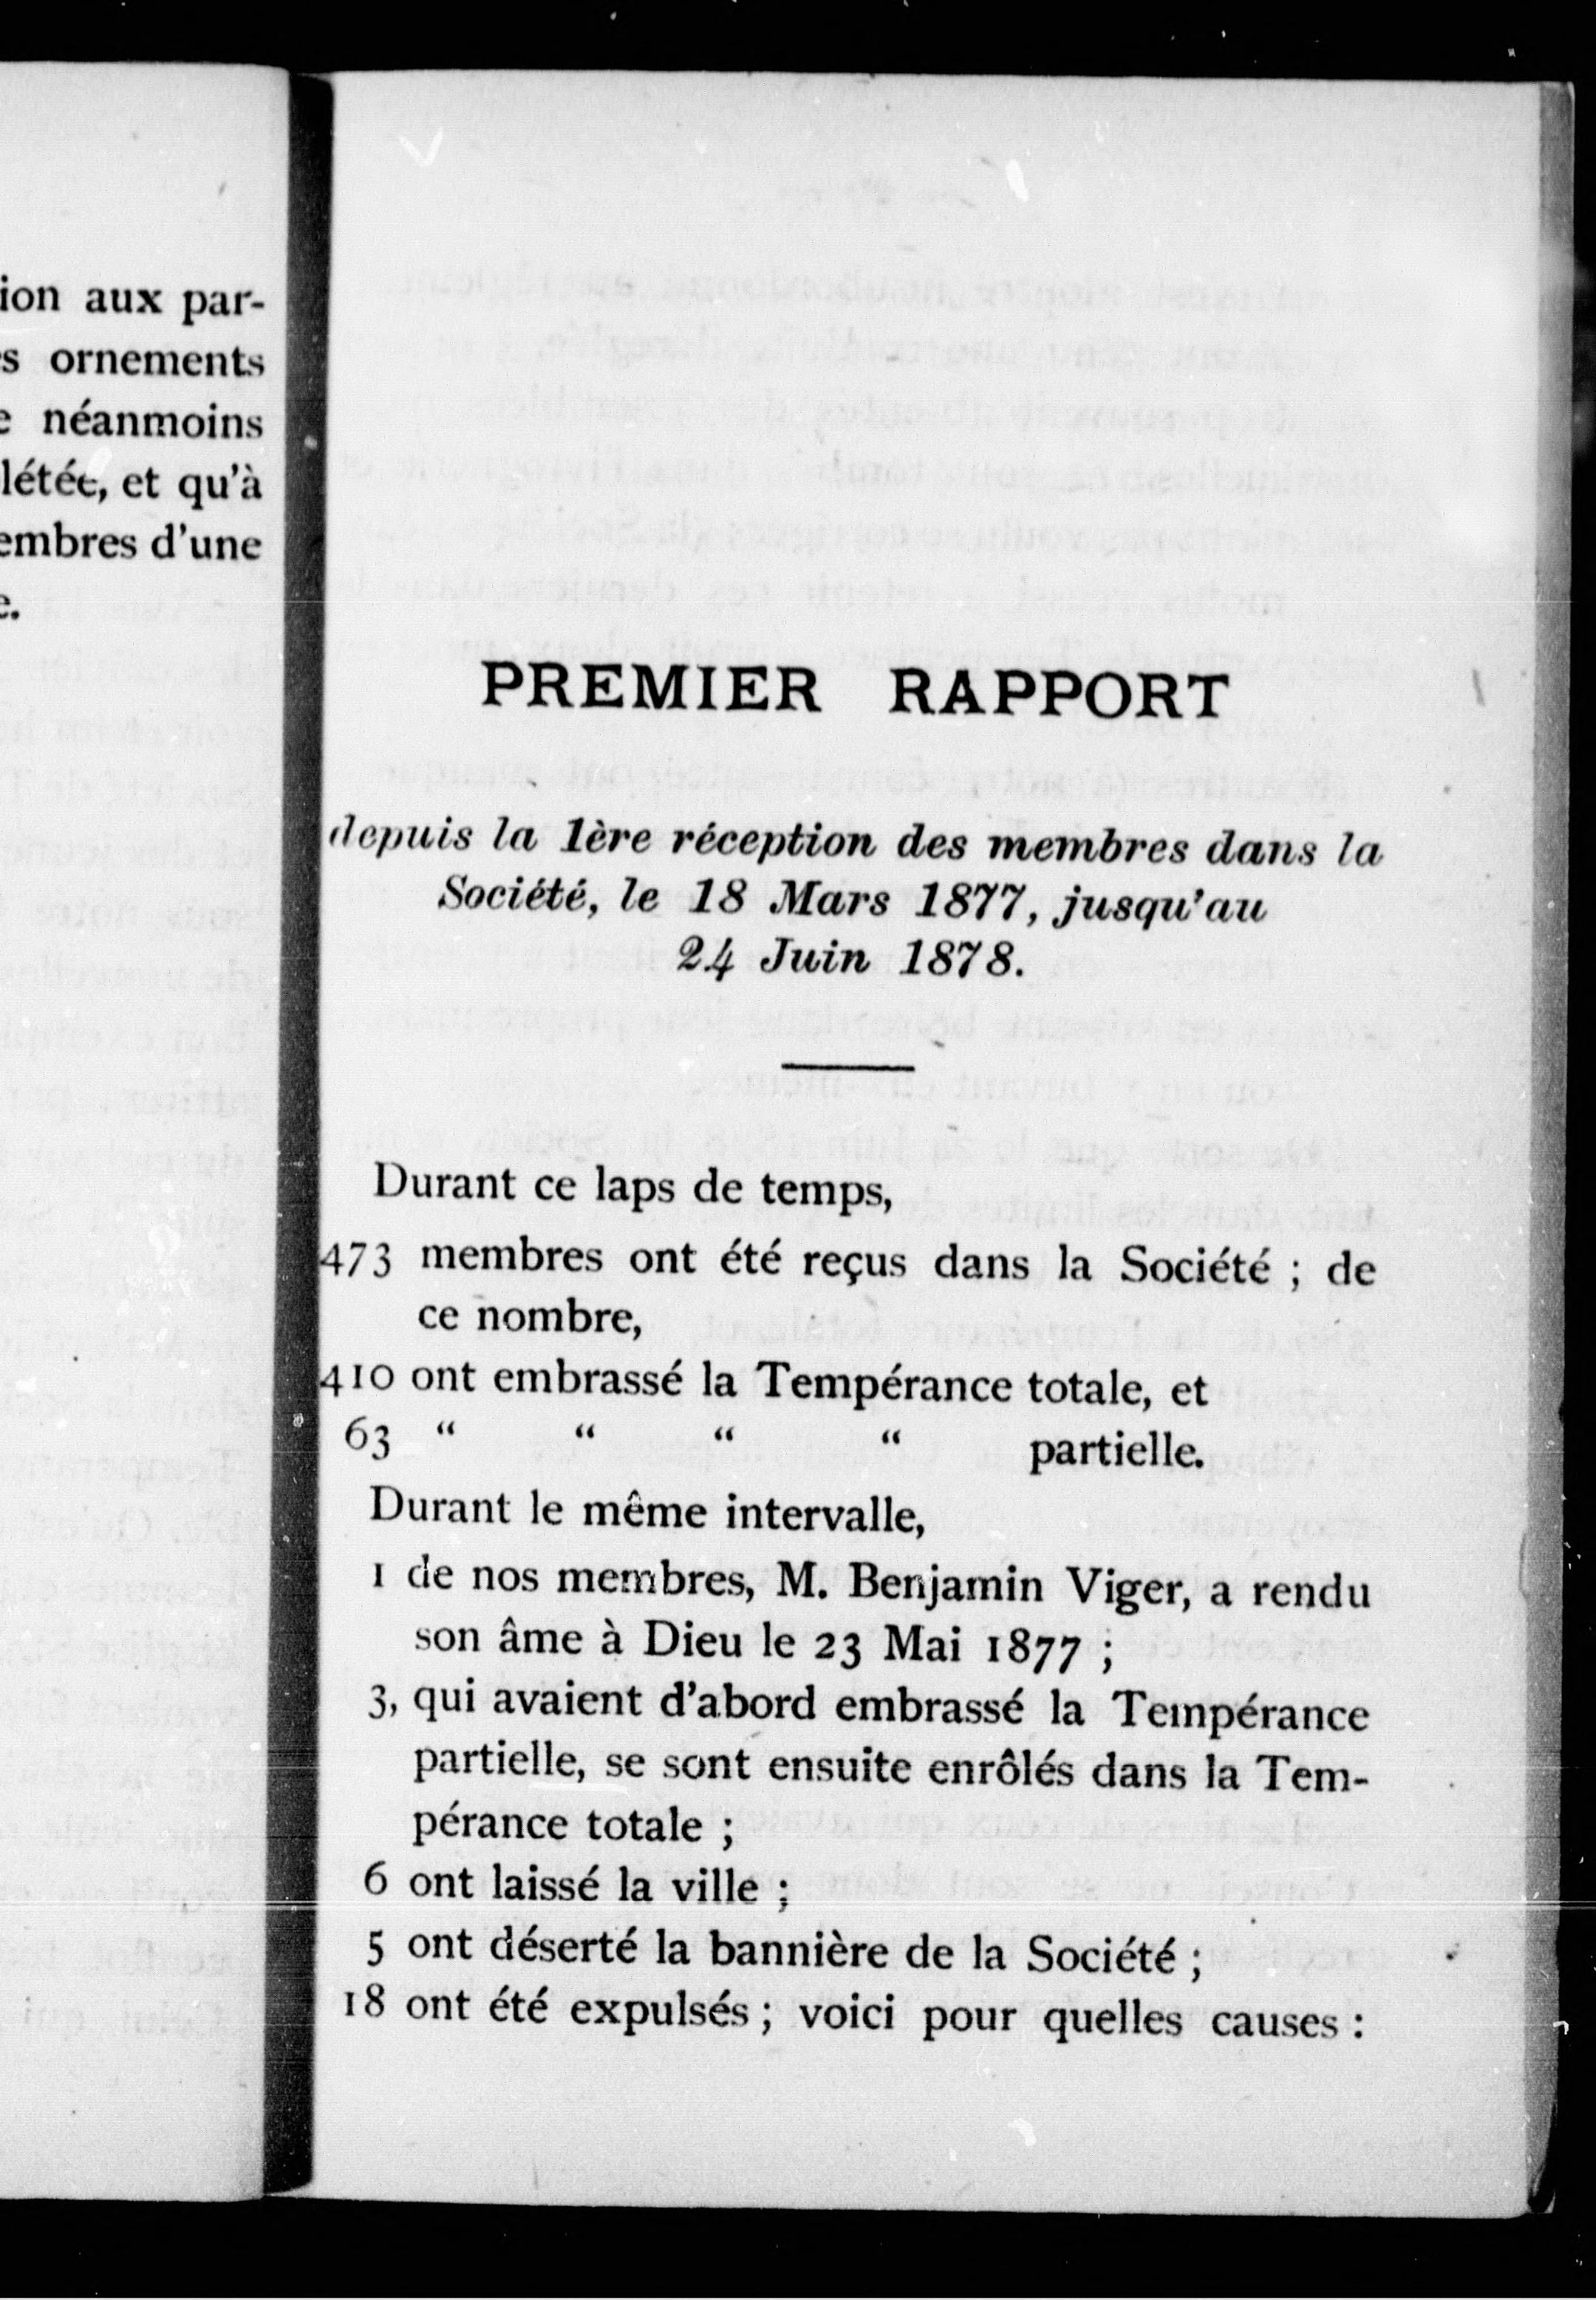 ion aux par-
s ornements
e néanmoins
létée, et qu'à
embres d'une
e.
PREMIER RAPPORT
depuis la 1ère réception des membres dans la
Société, le 18 Mars 1877, jusqu'au
24 Juin 1878.
Durant ce laps de temps,
473 membres ont été reçus dans la Société ; de
ce nombre,
410 ont embrassé la Tempérance totale, et
63 “ “ “ “ partielle.
Durant le même intervalle,
1 de nos membres, M. Benjamin Viger, a rendu
son âme à Dieu le 23 Mai 1877 ;
3, qui avaient d'abord embrassé la Tempérance
partielle, se sont ensuite enrôlés dans la Tem-
pérance totale ;
6 ont laissé la ville ;
5 ont déserté la bannière de la Société ;
18 ont été expulsés ; voici pour quelles causes :